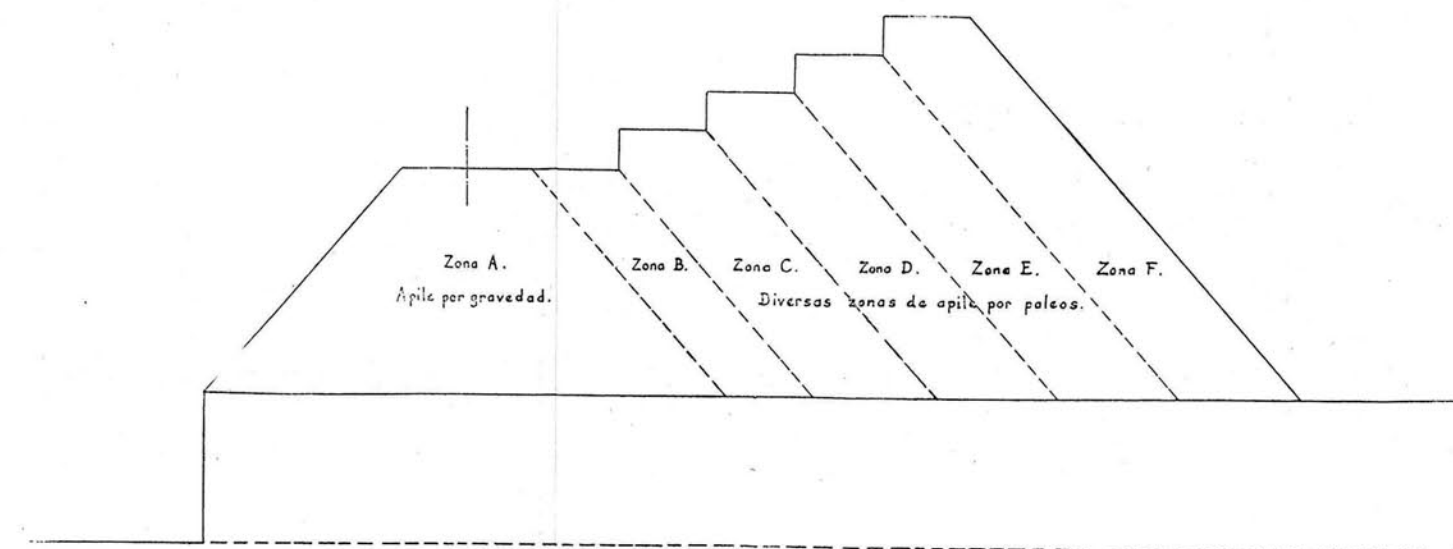 Zona A.
Apile por gravedad.
Zona B.
Zona C.
Zona D.
Zona E.
Zona F.
Diversas zonas de apile por paleos.